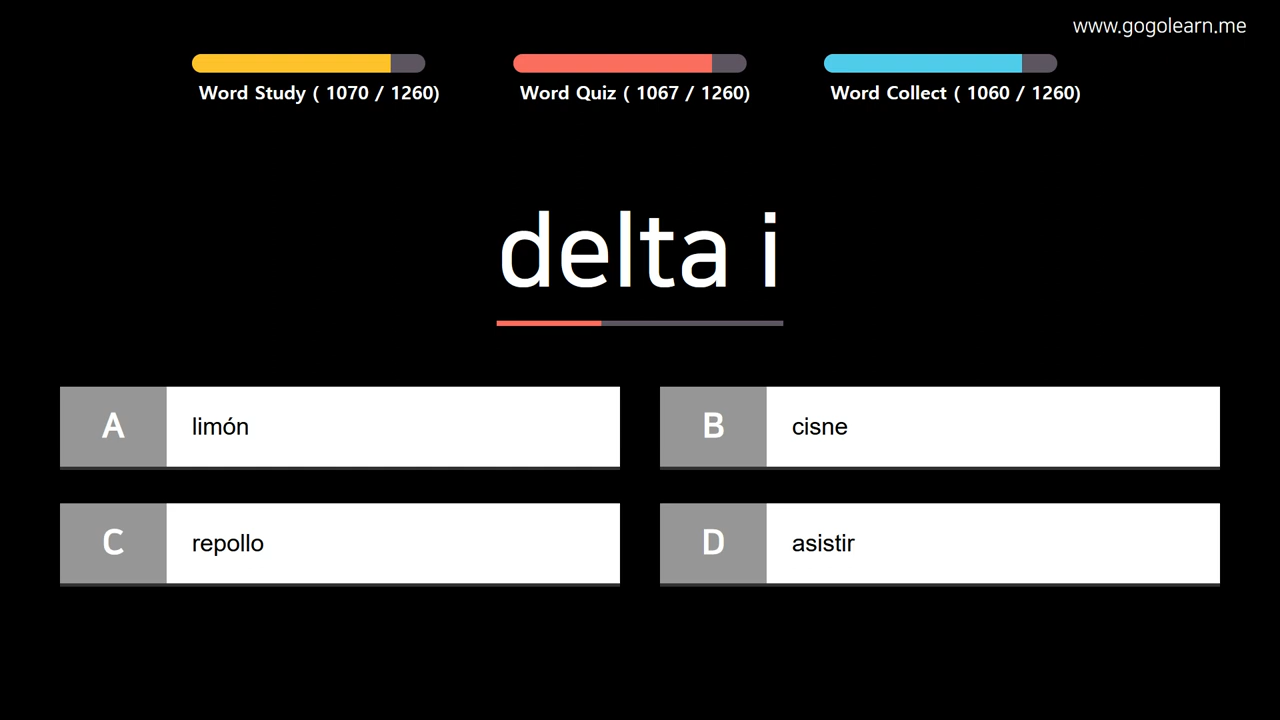 www.gogolearn.me
Word Study ( 1070 / 1260)
Word Quiz ( 1067 / 1260)
Word Collect ( 1060 / 1260)
delta i
A limón
B cisne
C repollo
D asistir